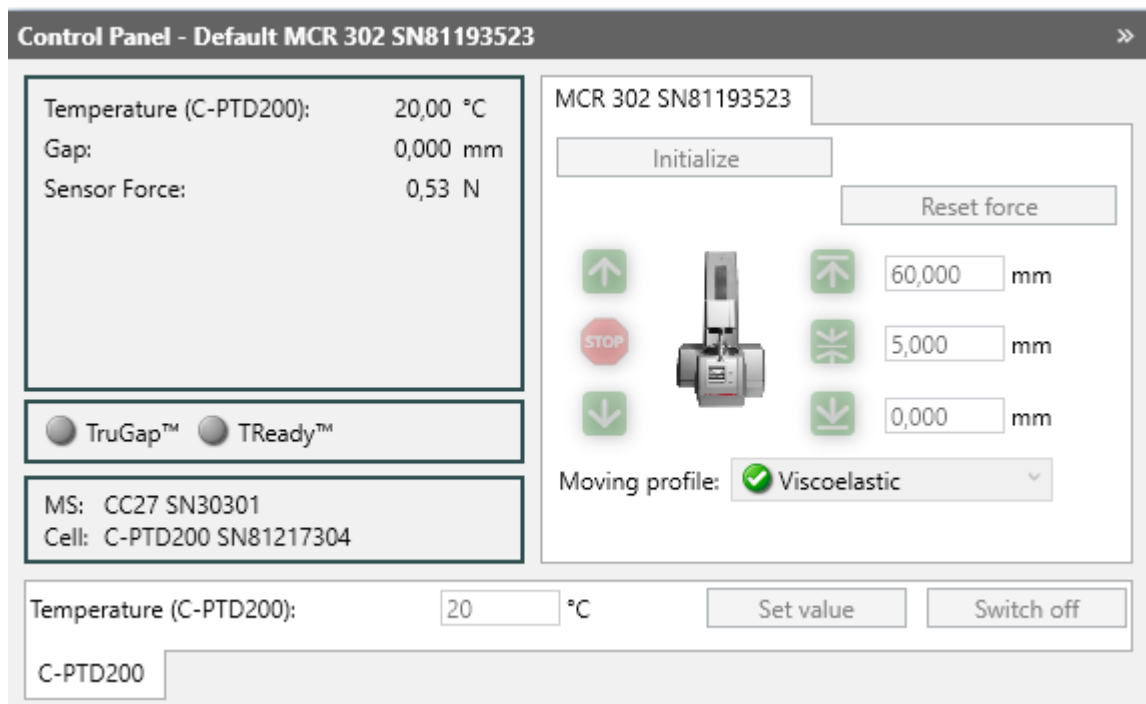 Control Panel - Default MCR 302 SN81193523 »
Temperature (C-PTD200): 20,00 °C
Gap: 0,000 mm
Sensor Force: 0,53 N
TruGap™ TReady™
MS: CC27 SN30301
Cell: C-PTD200 SN81217304
MCR 302 SN81193523
Initialize
Reset force
60,000 mm
STOP
5,000 mm
0,000 mm
Moving profile: Viscoelastic
Temperature (C-PTD200): 20 °C Set value Switch off
C-PTD200